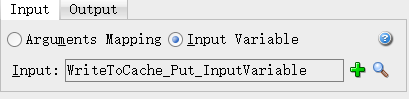 Input Output
Arguments Mapping Input Variable
Input: WriteToCache_Put_InputVariable